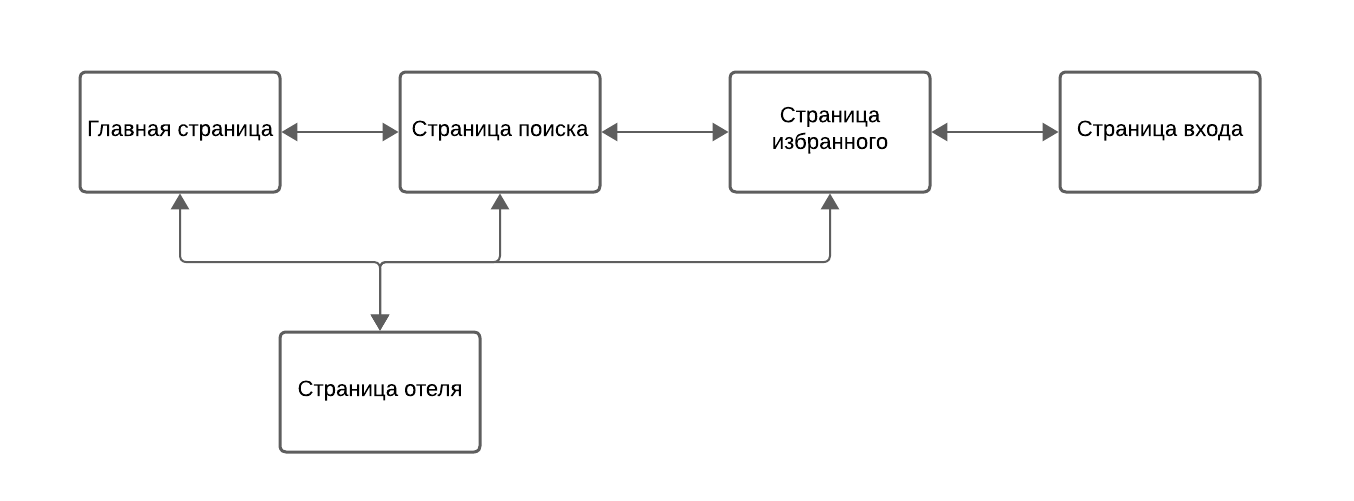 Главная страница
Страница поиска
Страница
избранного
Страница входа
Страница отеля